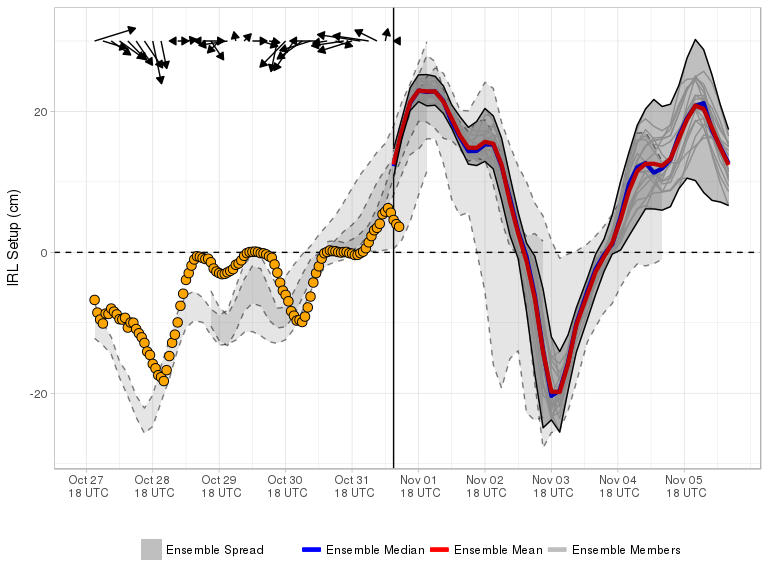 IRL Setup (cm)
20
0
-20
Oct 27 Oct 28 Oct 29 Oct 30 Oct 31 Nov 01 Nov 02 Nov 03 Nov 04 Nov 05
18 UTC 18 UTC 18 UTC 18 UTC 18 UTC 18 UTC 18 UTC 18 UTC 18 UTC 18 UTC
Ensemble Spread Ensemble Median Ensemble Mean Ensemble Members